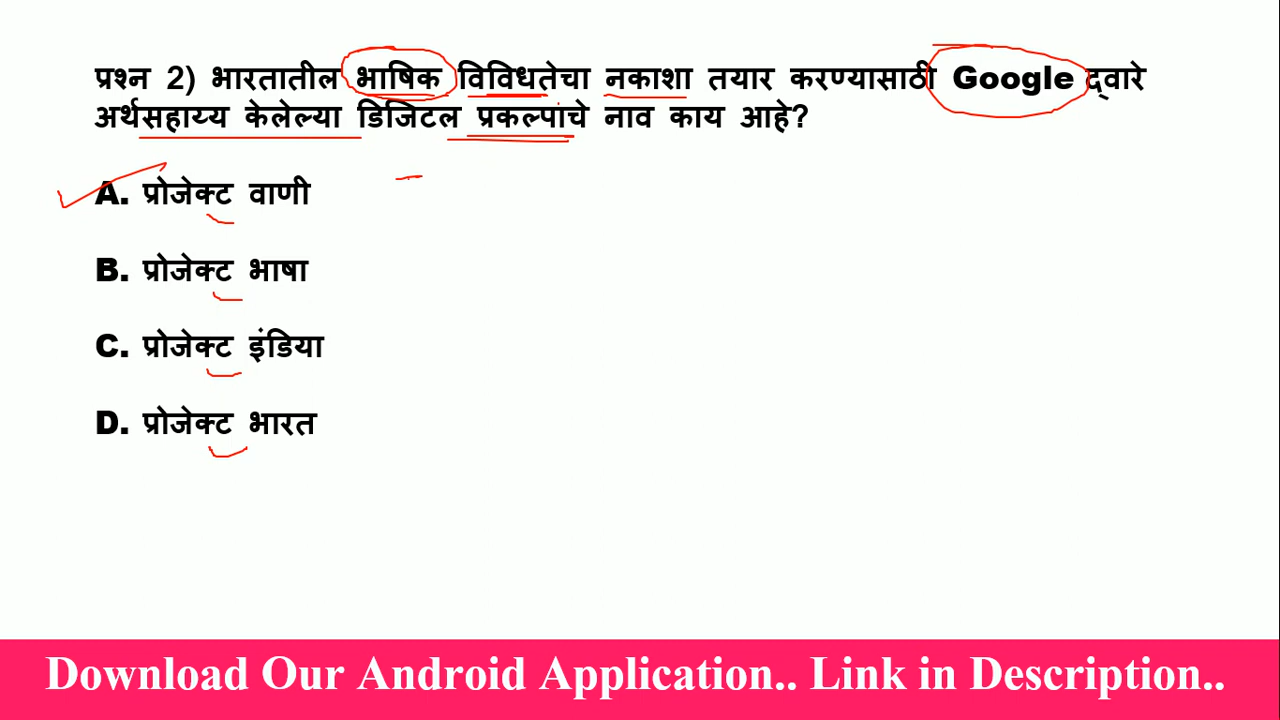 प्रश्न 2) भारतातील भाषिक विविधतेचा नकाशा तयार करण्यासाठी Google द्वारे
अर्थसहाय्य केलेल्या डिजिटल प्रकल्पाचे नाव काय आहे?
A. प्रोजेक्ट वाणी
B. प्रोजेक्ट भाषा
C. प्रोजेक्ट इंडिया
D. प्रोजेक्ट भारत
Download Our Android Application.. Link in Description..